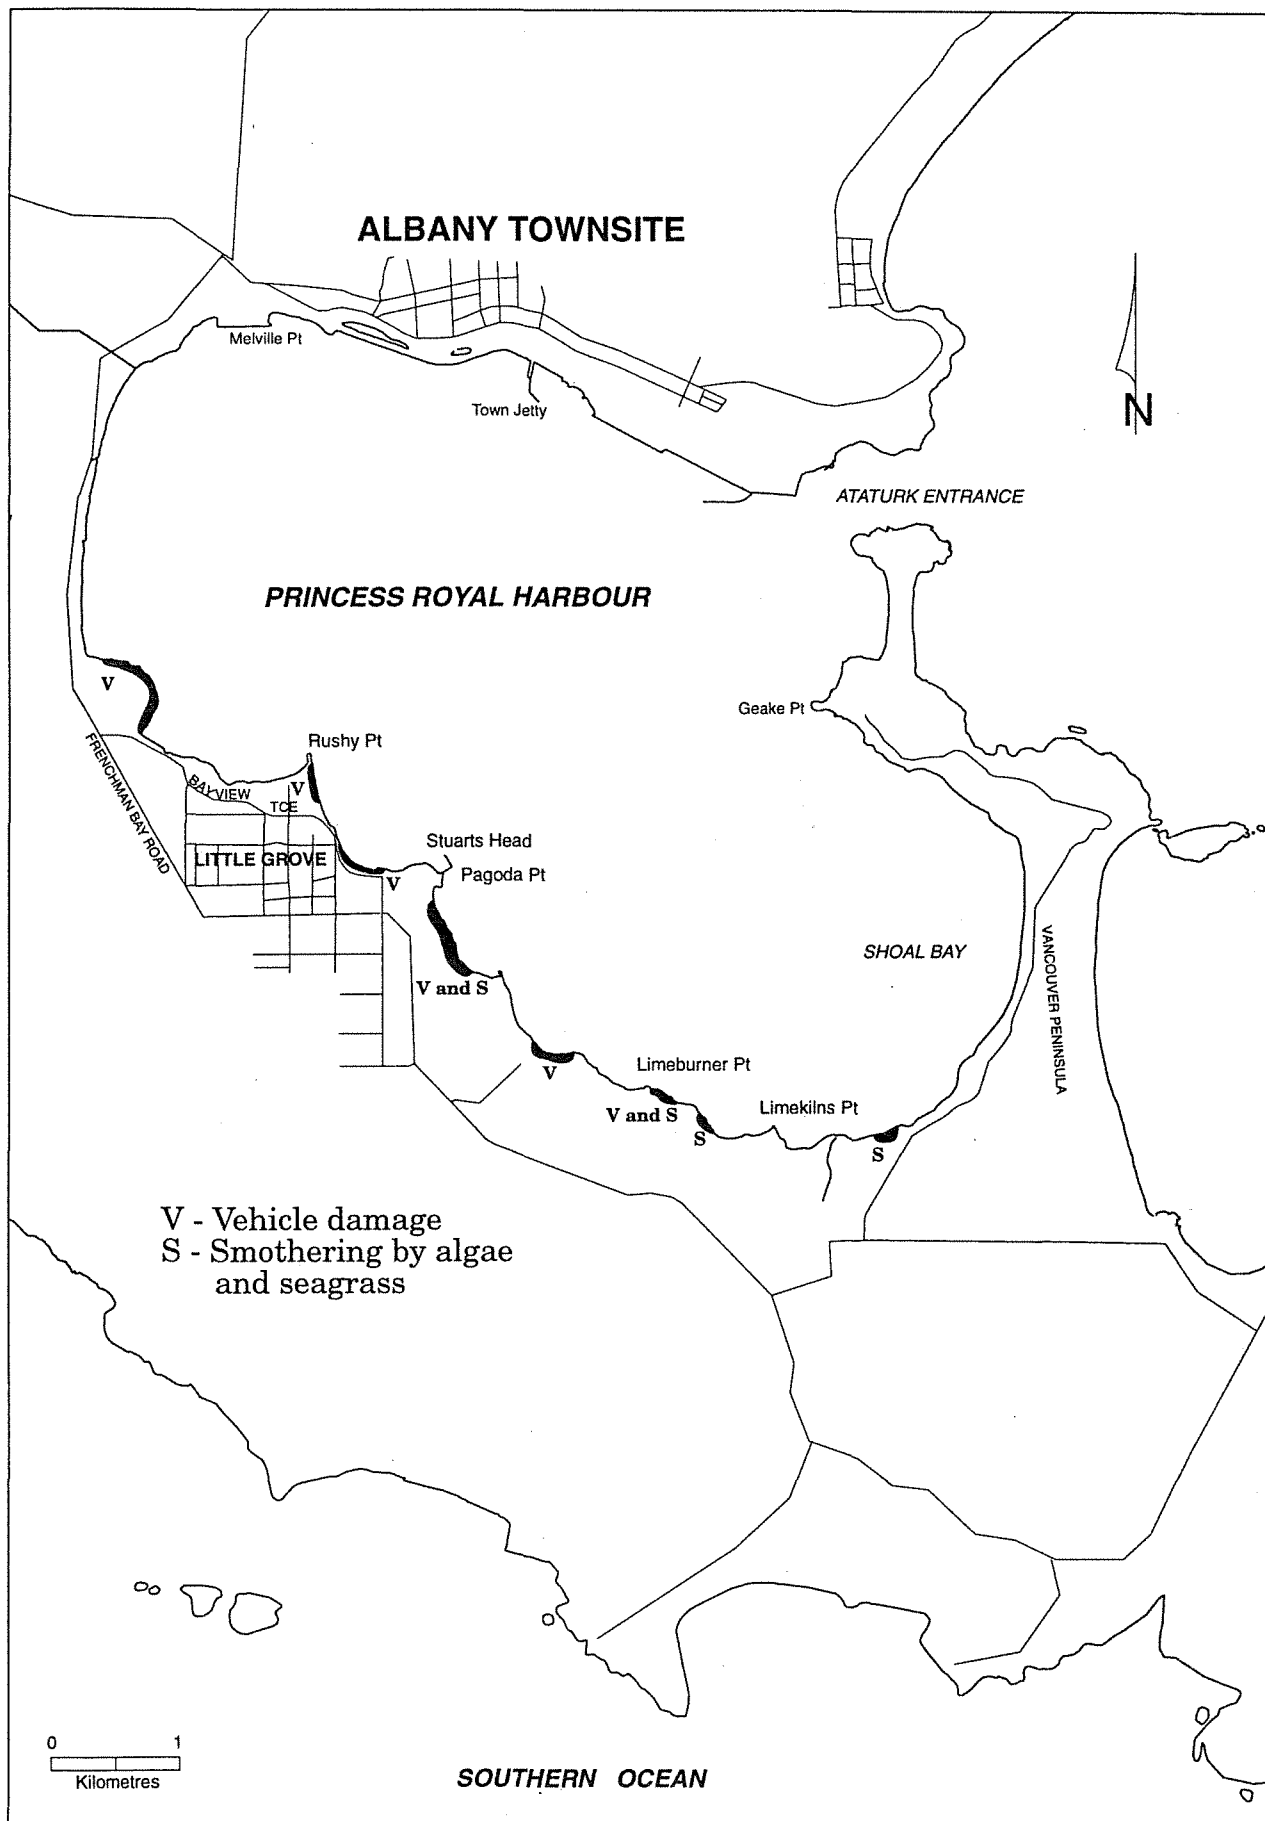 ALBANY TOWNSITE
Melville Pt
Town Jetty
N
ATATURK ENTRANCE
PRINCESS ROYAL HARBOUR
V
Geake Pt
Rushy Pt
FRENCHMAN BAY ROAD
BAYVIEW
TCE
V
Stuarts Head
LITTLE GROVE
Pagoda Pt
V
SHOAL BAY
VANCOUVER PENINSULA
V and S
V
Limeburner Pt
V and S
Limekilns Pt
S
S
V - Vehicle damage
S - Smothering by algae
and seagrass
0 1
Kilometres
SOUTHERN OCEAN